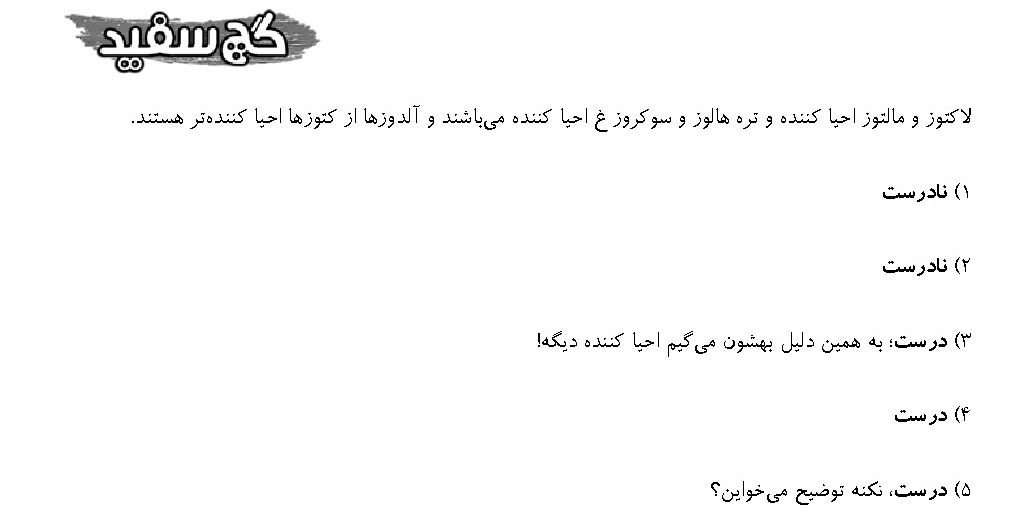 گچ سفید
لاکتوز و مالتوز احیا کننده و تره هالوز و سوکروز غ احیا کننده می‌باشند و آلدوزها از کتوزها احیا کننده‌تر هستند.
۱) نادرست
۲) نادرست
۳) درست؛ به همین دلیل بهشون می‌گیم احیا کننده دیگه!
۴) درست
۵) درست، نکنه توضیح می‌خواین؟